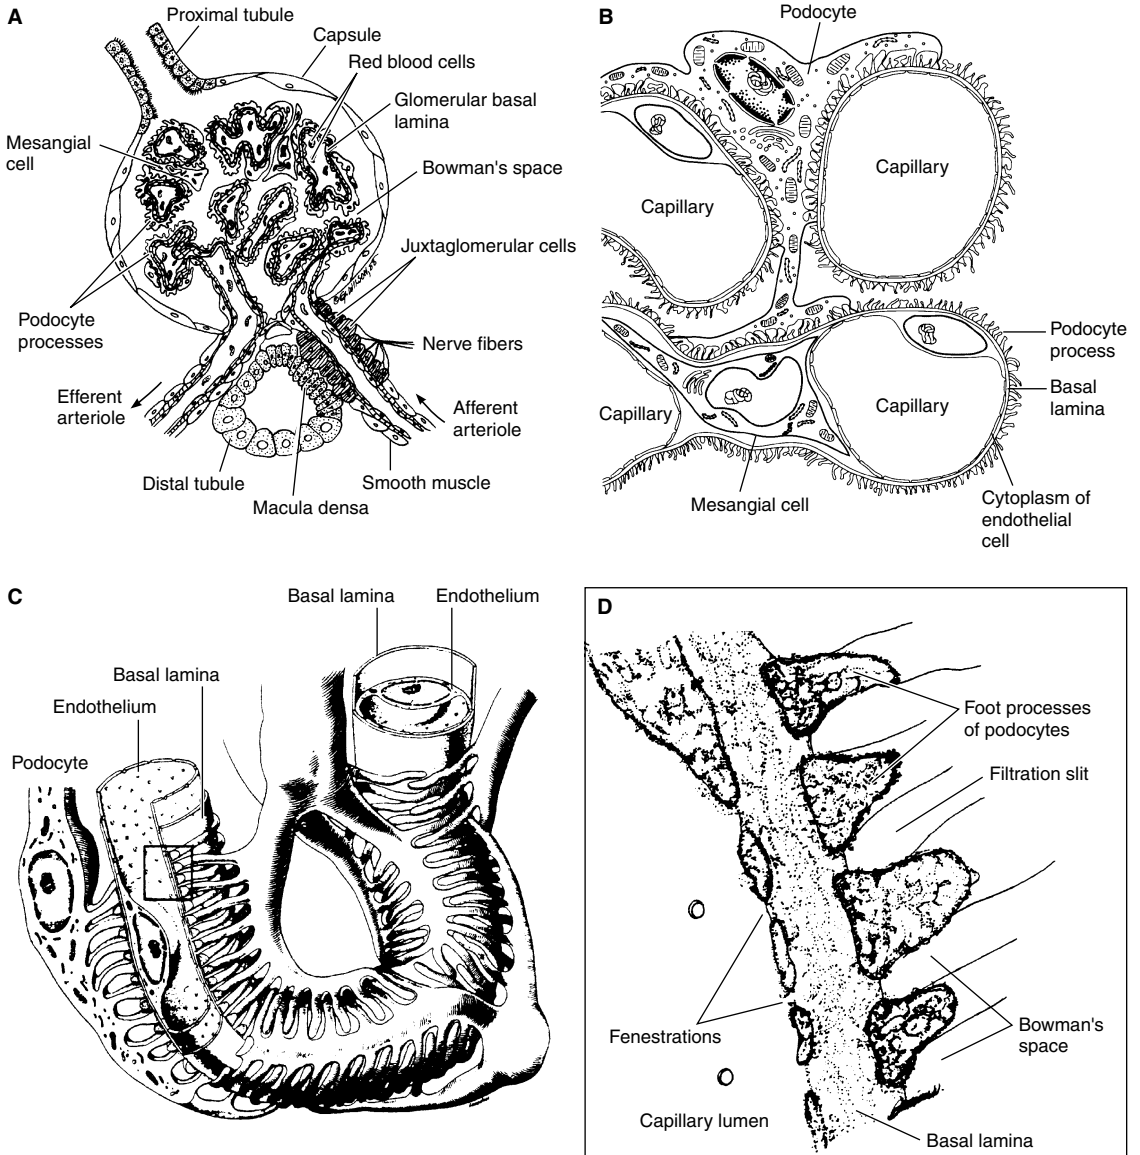 A
Proximal tubule
Capsule
Red blood cells
Glomerular basal
lamina
Mesangial
cell
Bowman's space
Juxtaglomerular cells
Podocyte
processes
Nerve fibers
Efferent
arteriole
Afferent
arteriole
Distal tubule
Smooth muscle
Macula densa
B
Podocyte
Capillary
Capillary
Podocyte
process
Basal
lamina
Capillary
Capillary
Mesangial cell
Cytoplasm of
endothelial
cell
C
Basal lamina
Endothelium
Basal lamina
Endothelium
Podocyte
D
Foot processes
of podocytes
Filtration slit
Fenestrations
Bowman's
space
Capillary lumen
Basal lamina